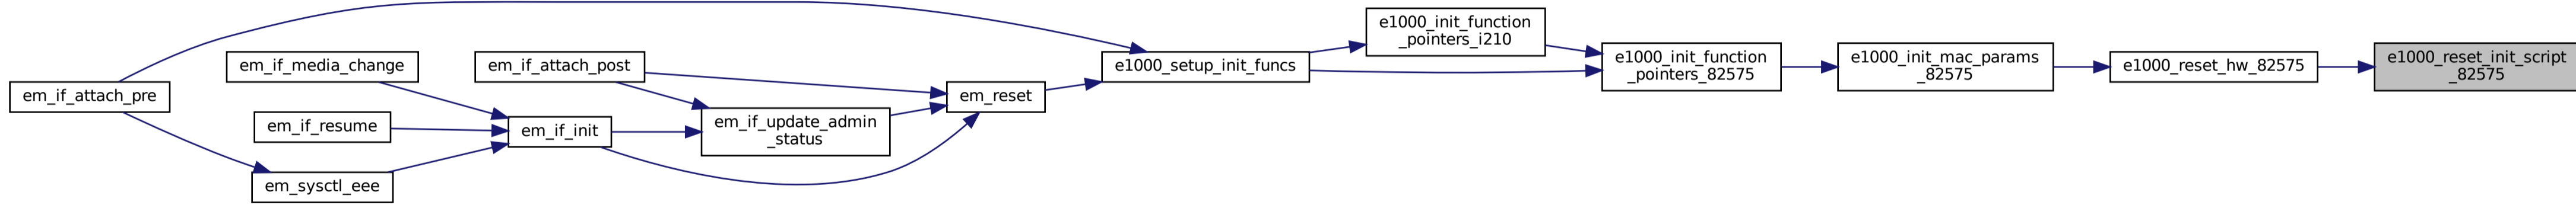 em_if_attach_pre
em_if_media_change
em_if_resume
em_sysctl_eee
em_if_attach_post
em_if_init
em_if_update_admin
_status
em_reset
e1000_setup_init_funcs
e1000_init_function
_pointers_i210
e1000_init_function
_pointers_82575
e1000_init_mac_params
_82575
e1000_reset_hw_82575
e1000_reset_init_script
_82575